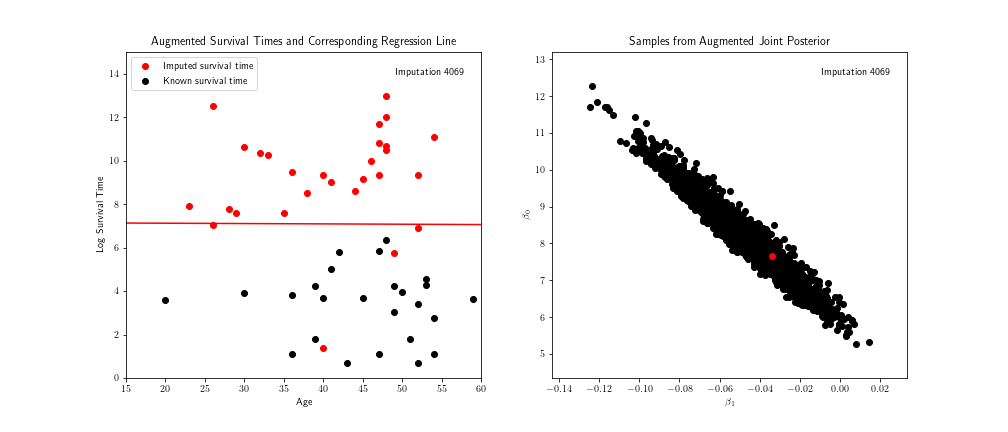 Augmented Survival Times and Corresponding Regression Line
Imputed survival time
Known survival time
Imputation 4069
Log Survival Time
14
12
10
8
6
4
2
0
15 20 25 30 35 40 45 50 55 60
Age
Samples from Augmented Joint Posterior
Imputation 4069
β₀
13
12
11
10
9
8
7
6
5
−0.14 −0.12 −0.10 −0.08 −0.06 −0.04 −0.02 0.00 0.02
β₁